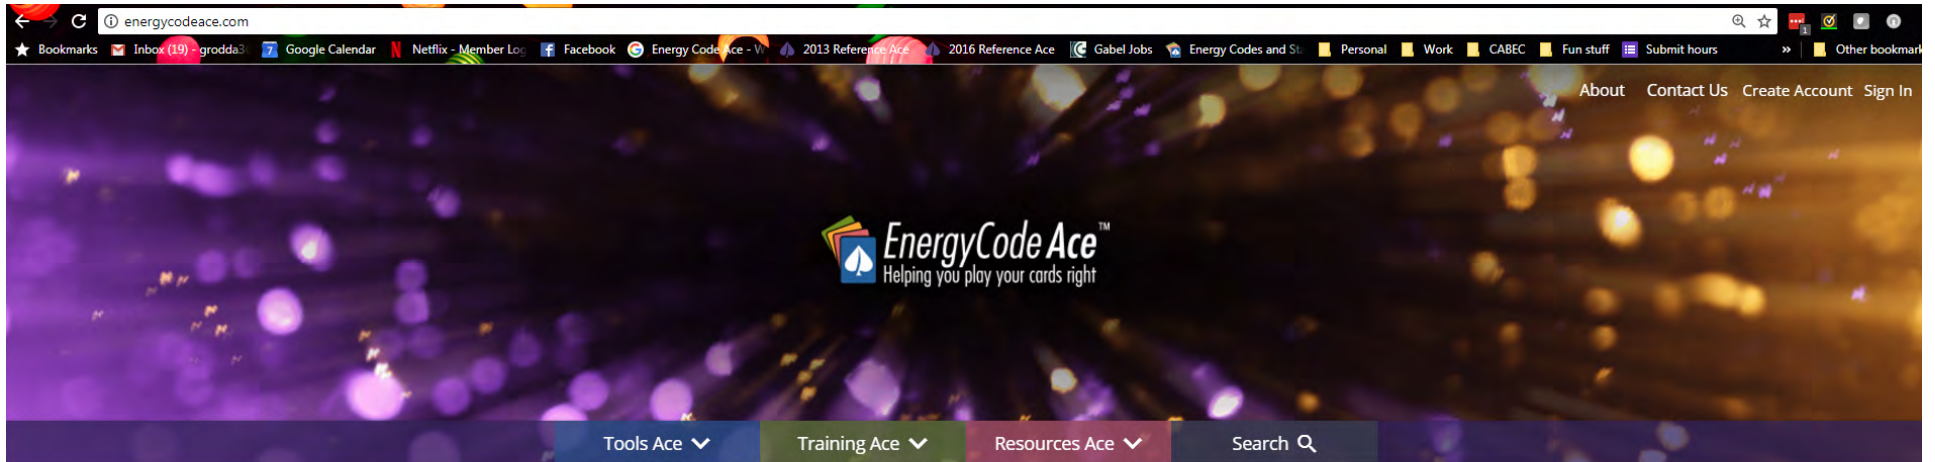 energycodeace.com
Bookmarks Inbox (19) - grodda3 Google Calendar Netflix - Member Log Facebook Energy Code Ace - W 2013 Reference Ace 2016 Reference Ace Gabel Jobs Energy Codes and Sta Personal Work CABEC Fun stuff Submit hours » Other bookmark
About Contact Us Create Account Sign In
EnergyCode Ace™
Helping you play your cards right
Tools Ace Training Ace Resources Ace Search